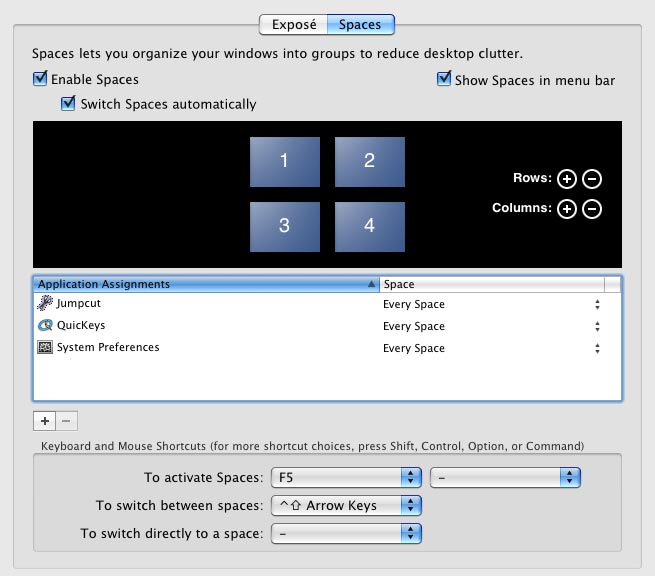 Exposé Spaces
Spaces lets you organize your windows into groups to reduce desktop clutter.
Enable Spaces Show Spaces in menu bar
Switch Spaces automatically
1 2
Rows:
Columns:
3 4
Application Assignments Space
Jumpcut Every Space
QuicKeys Every Space
System Preferences Every Space
+ −
Keyboard and Mouse Shortcuts (for more shortcut choices, press Shift, Control, Option, or Command)
To activate Spaces: F5 –
To switch between spaces: ^⇧ Arrow Keys
To switch directly to a space: –